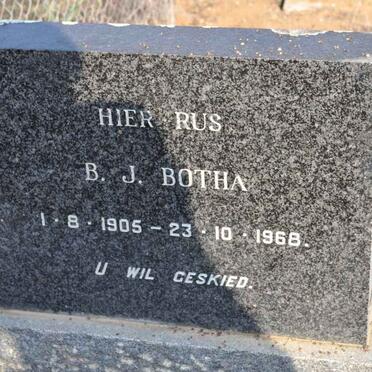 HIER RUS
B. J. BOTHA
1·8·1905 – 23·10·1968.
U WIL GESKIED.